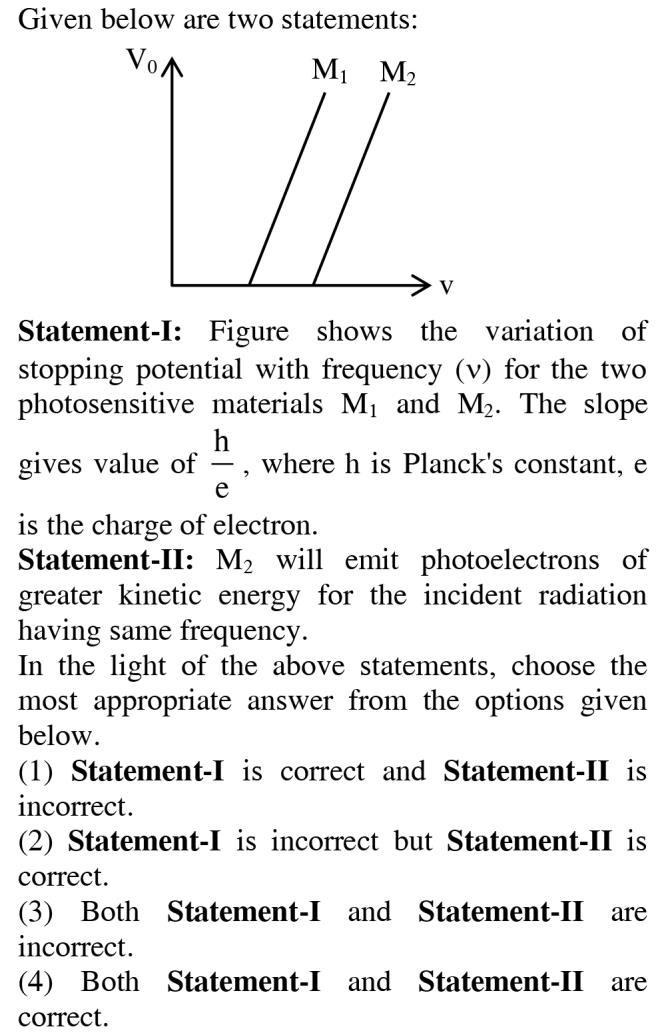 Given below are two statements:
V₀
M₁ M₂
v
Statement-I: Figure shows the variation of
stopping potential with frequency (ν) for the two
photosensitive materials M₁ and M₂. The slope
gives value of h/e, where h is Planck's constant, e
is the charge of electron.
Statement-II: M₂ will emit photoelectrons of
greater kinetic energy for the incident radiation
having same frequency.
In the light of the above statements, choose the
most appropriate answer from the options given
below.
(1) Statement-I is correct and Statement-II is
incorrect.
(2) Statement-I is incorrect but Statement-II is
correct.
(3) Both Statement-I and Statement-II are
incorrect.
(4) Both Statement-I and Statement-II are
correct.